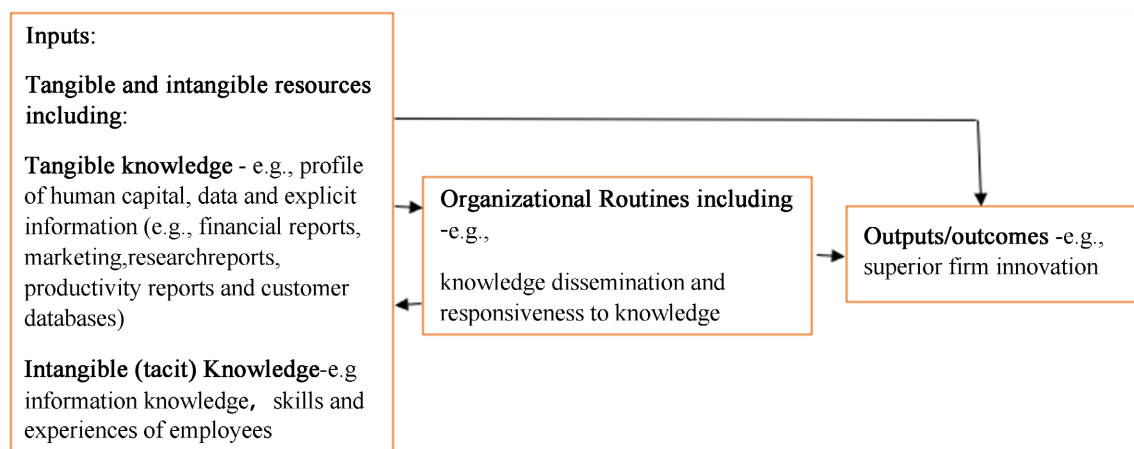 Inputs:
Tangible and intangible resources
including:
Tangible knowledge - e.g., profile
of human capital, data and explicit
information (e.g., financial reports,
marketing,researchreports,
productivity reports and customer
databases)
Intangible (tacit) Knowledge-e.g
information knowledge, skills and
experiences of employees
Organizational Routines including
-e.g.,
knowledge dissemination and
responsiveness to knowledge
Outputs/outcomes -e.g.,
superior firm innovation